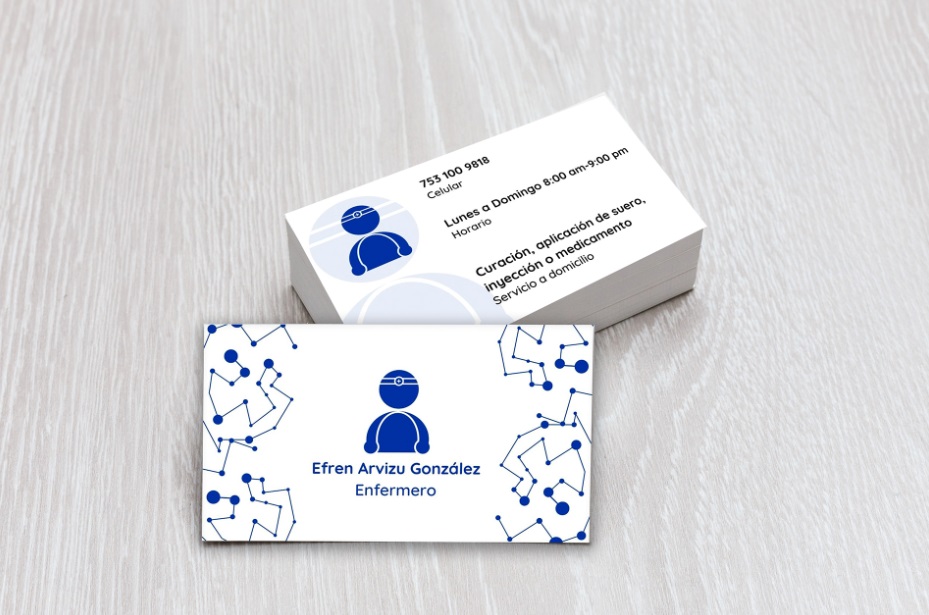 753 100 9818
Celular
Lunes a Domingo 8:00 am-9:00 pm
Horario
Curación, aplicación de suero,
inyección o medicamento
Servicio a domicilio
Efren Arvizu González
Enfermero